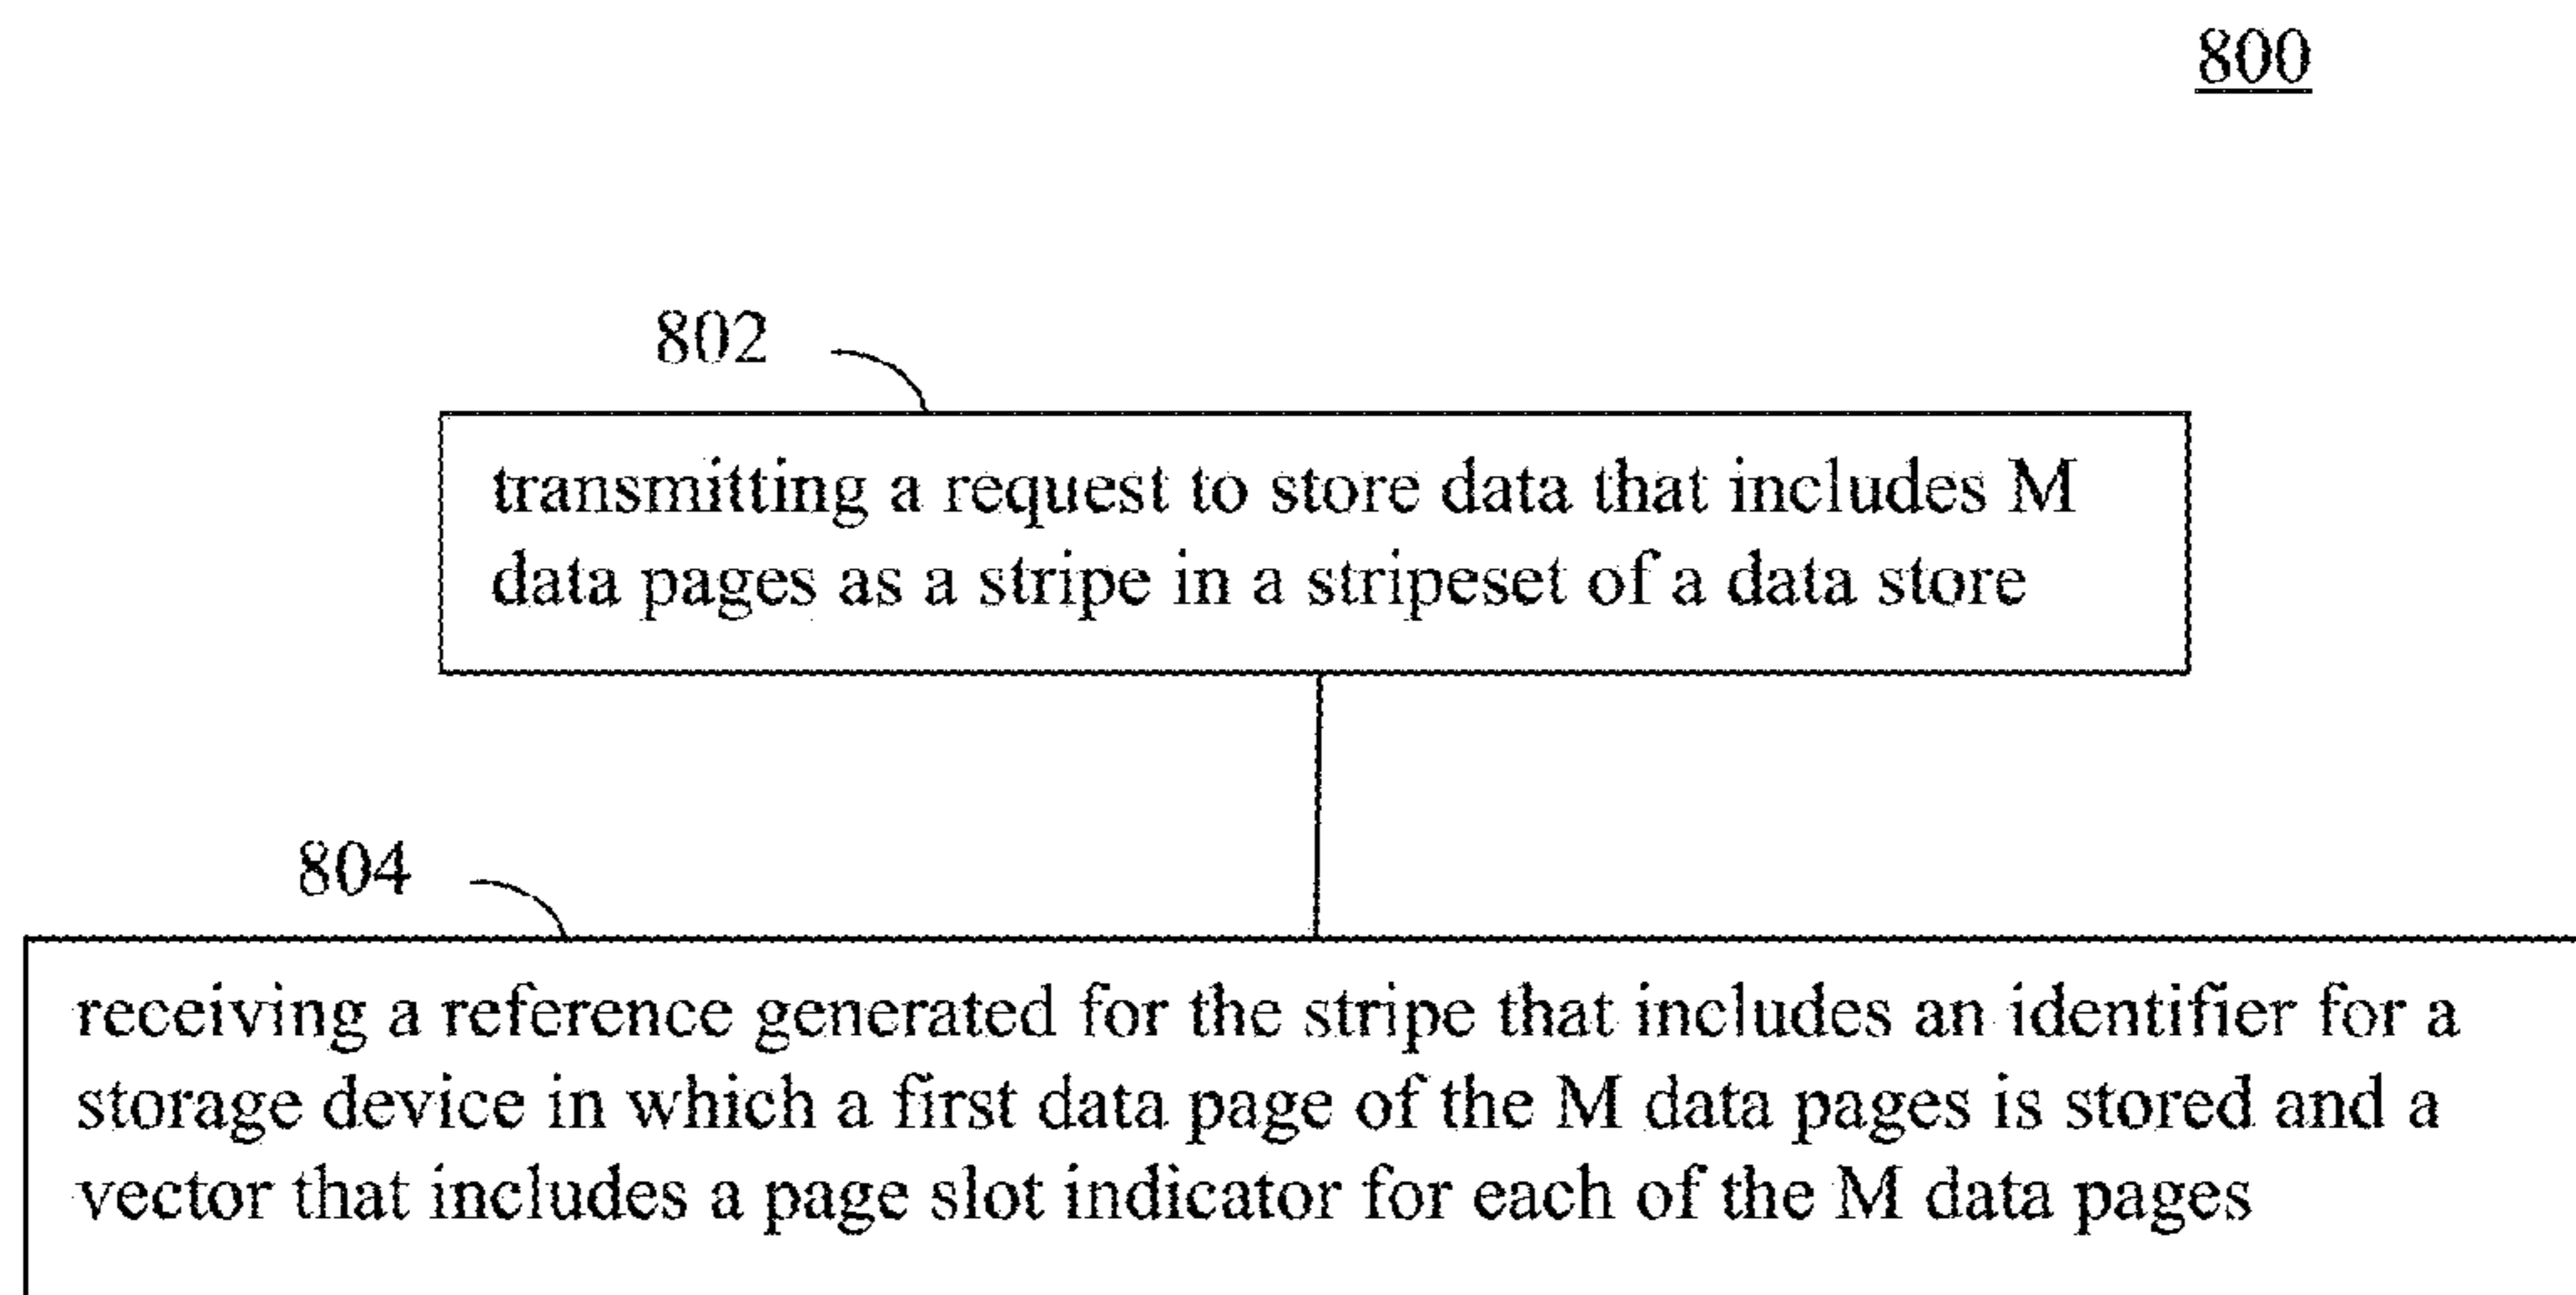 800
802
transmitting a request to store data that includes M
data pages as a stripe in a stripeset of a data store
804
receiving a reference generated for the stripe that includes an identifier for a
storage device in which a first data page of the M data pages is stored and a
vector that includes a page slot indicator for each of the M data pages